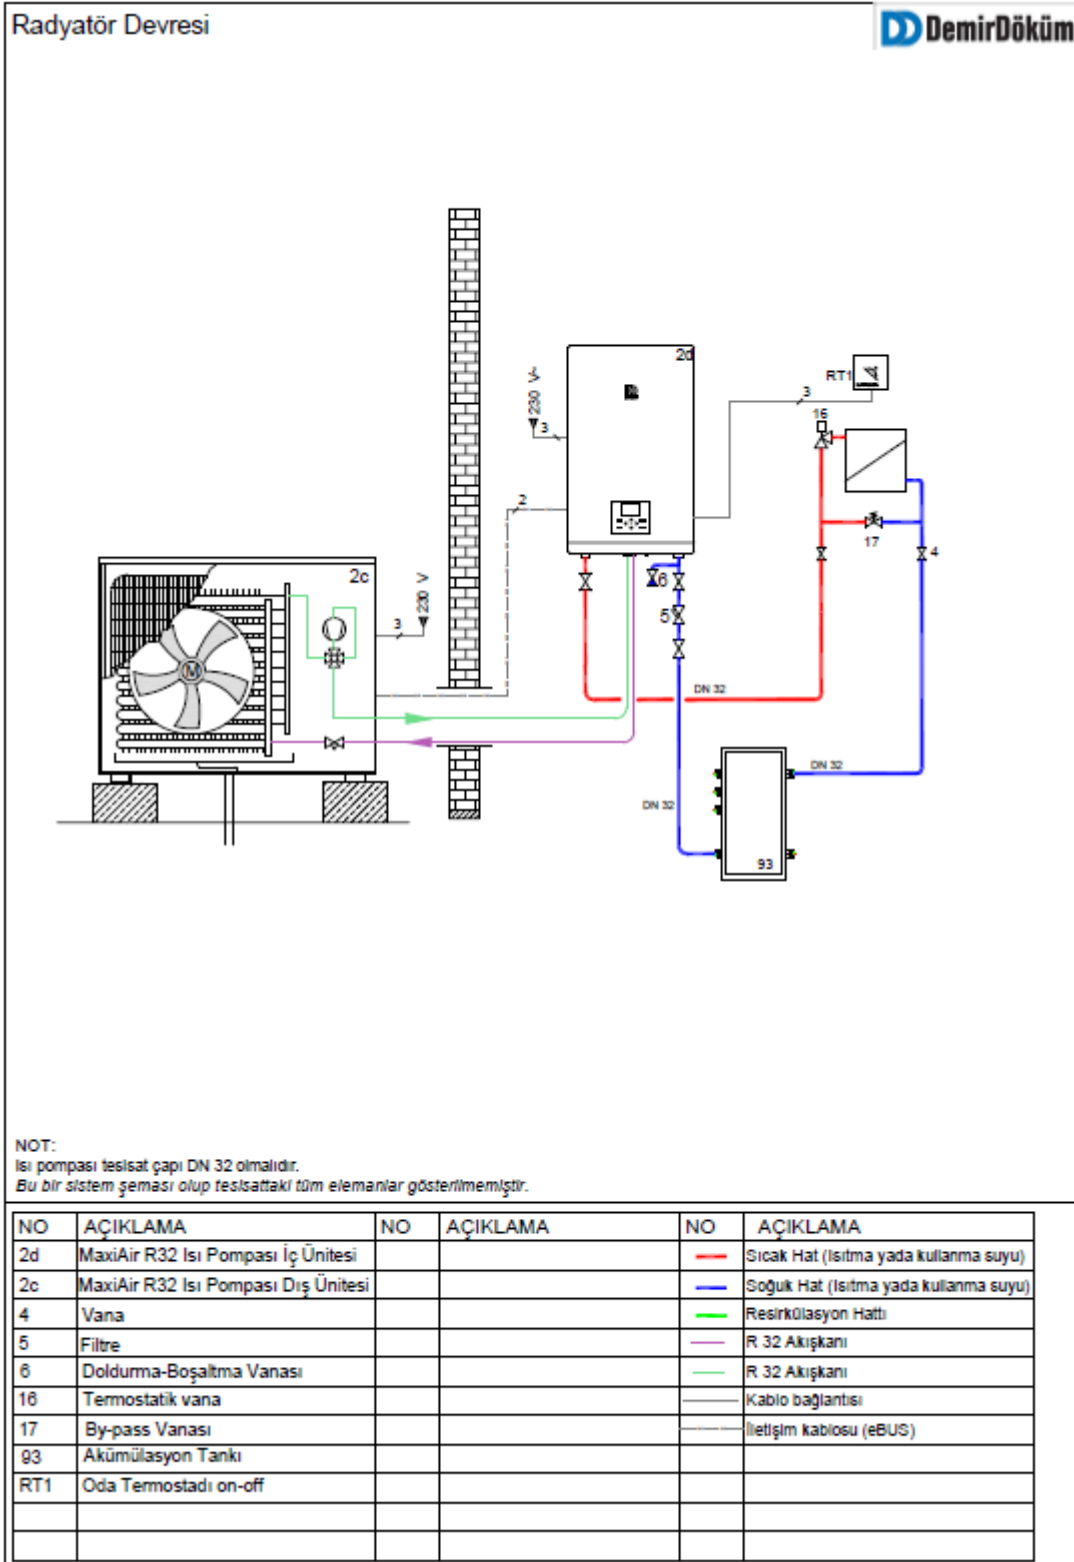 Radyatör Devresi
DemirDöküm
2d
RT1
3
16
230 V~
3
2
17
4
6
5
2c
3
230 V
M
DN 32
DN 32
DN 32
93
NOT:
Isı pompası tesisat çapı DN 32 olmalıdır.
Bu bir sistem şeması olup tesisattaki tüm elemanlar gösterilmemiştir.
NO AÇIKLAMA NO AÇIKLAMA NO AÇIKLAMA
2d MaxiAir R32 Isı Pompası İç Ünitesi Sıcak Hat (Isıtma yada kullanma suyu)
2c MaxiAir R32 Isı Pompası Dış Ünitesi Soğuk Hat (Isıtma yada kullanma suyu)
4 Vana Resirkülasyon Hattı
5 Filtre R 32 Akışkanı
6 Doldurma-Boşaltma Vanası R 32 Akışkanı
16 Termostatik vana Kablo bağlantısı
17 By-pass Vanası İletişim kablosu (eBUS)
93 Akümülasyon Tankı
RT1 Oda Termostadı on-off